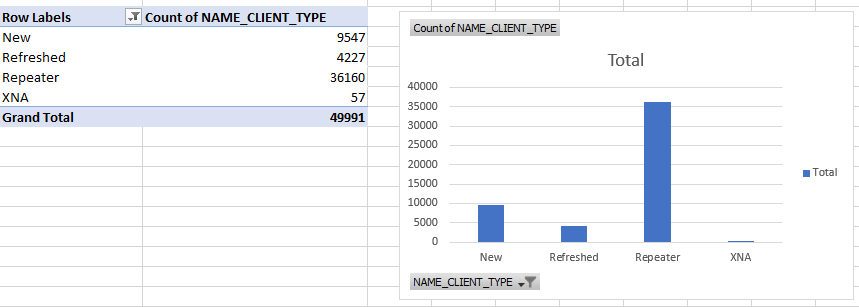 Row Labels Count of NAME_CLIENT_TYPE
New 9547
Refreshed 4227
Repeater 36160
XNA 57
Grand Total 49991
Count of NAME_CLIENT_TYPE
Total
40000
35000
30000
25000
20000
15000
10000
5000
0
New Refreshed Repeater XNA
Total
NAME_CLIENT_TYPE